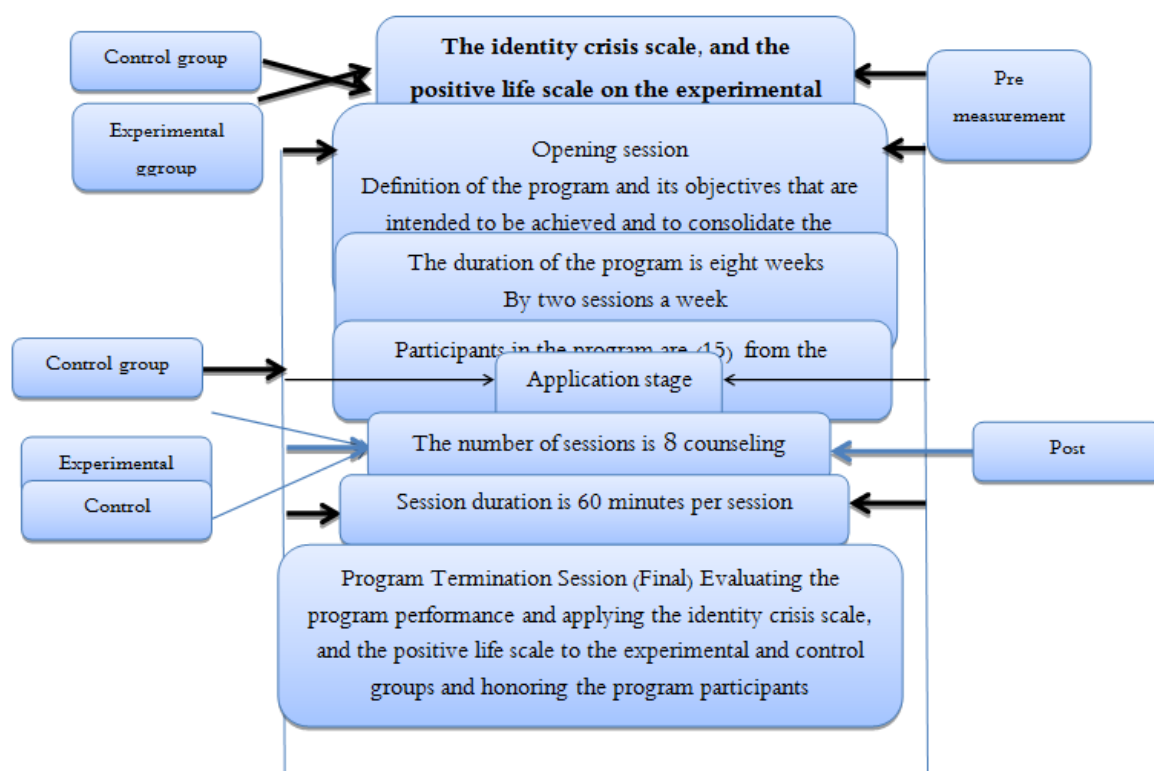 Control group
The identity crisis scale, and the
positive life scale on the experimental
Pre
measurement
Experimental
ggroup
Opening session
Definition of the program and its objectives that are
intended to be achieved and to consolidate the
The duration of the program is eight weeks
By two sessions a week
Participants in the program are (15) from the
Control group
Application stage
The number of sessions is 8 counseling
Post
Experimental
Control
Session duration is 60 minutes per session
Program Termination Session (Final) Evaluating the
program performance and applying the identity crisis scale,
and the positive life scale to the experimental and control
groups and honoring the program participants